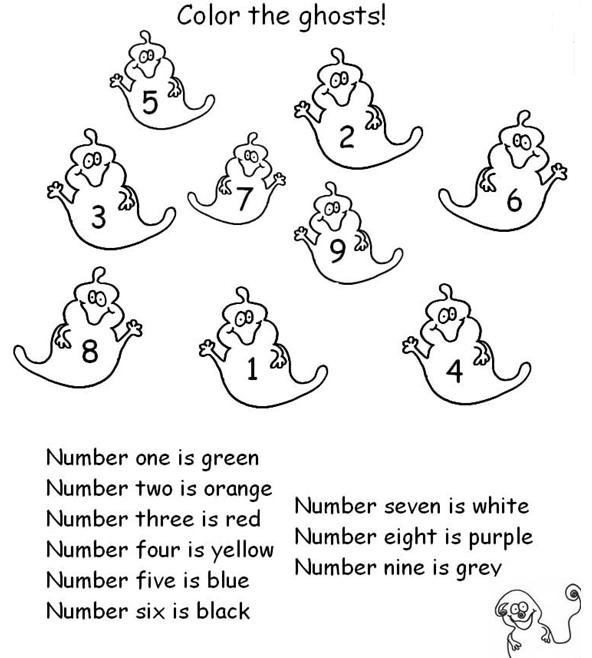 Color the ghosts!
5
2
3
7
6
9
8
1
4
Number one is green
Number two is orange
Number three is red
Number four is yellow
Number five is blue
Number six is black
Number seven is white
Number eight is purple
Number nine is grey